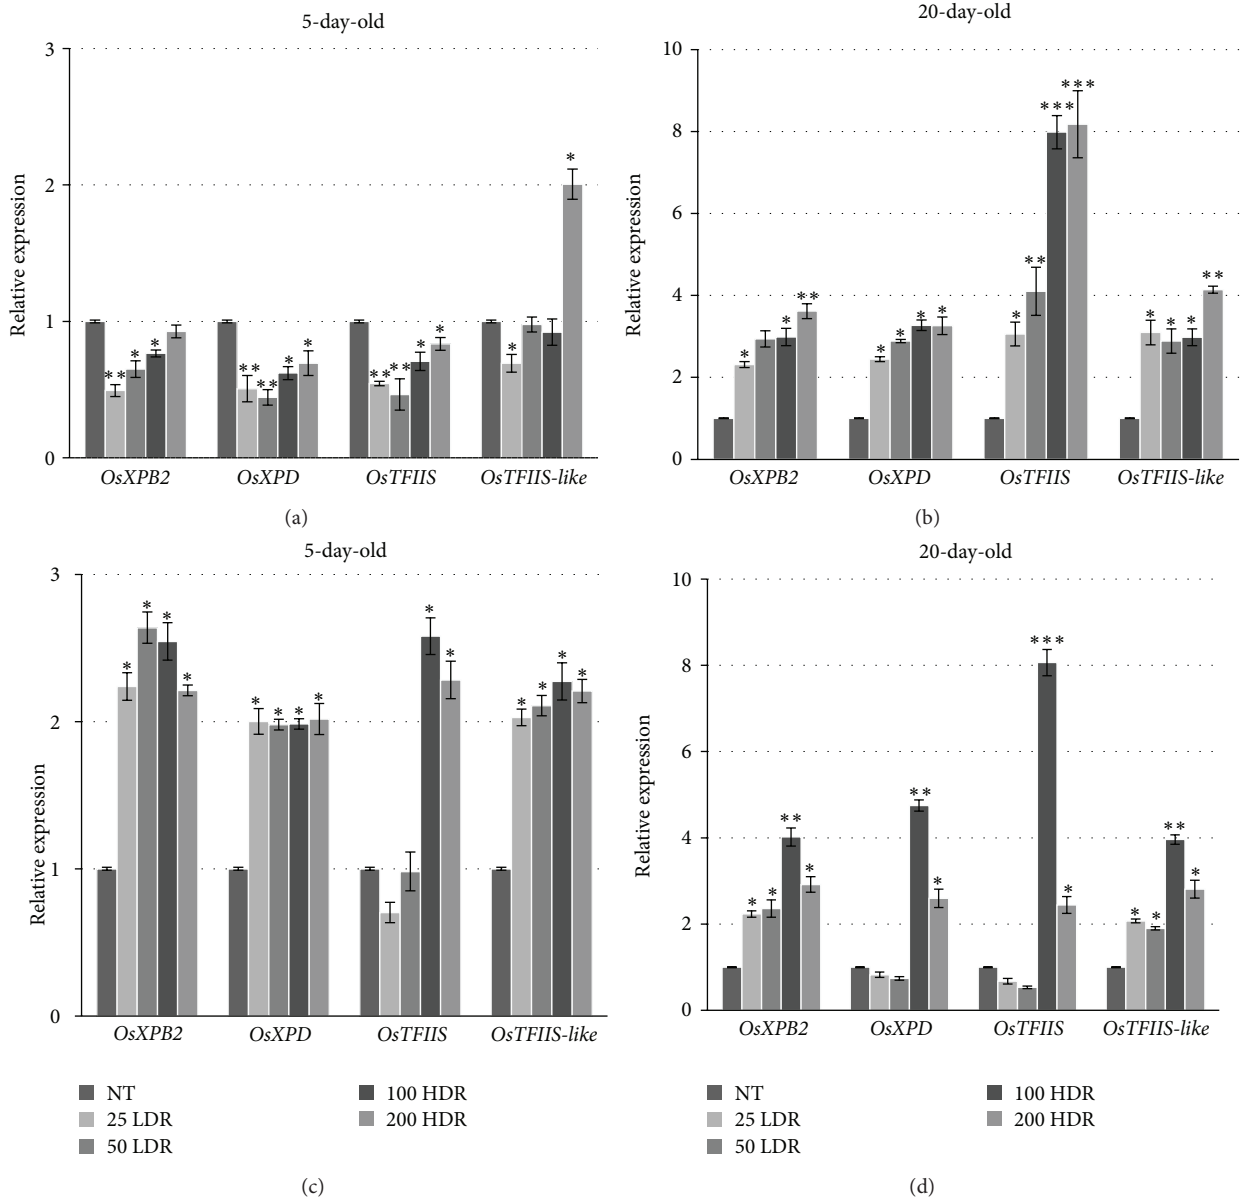 5-day-old
3
2
1
0
Relative expression
*
**
*
*
**
**
*
*
**
**
*
*
*
*
OsXPB2 OsXPD OsTFIIS OsTFIIS-like
(a)
20-day-old
10
8
6
4
2
0
Relative expression
*
*
**
*
*
*
*
*
**
***
***
*
*
*
**
OsXPB2 OsXPD OsTFIIS OsTFIIS-like
(b)
5-day-old
3
2
1
0
Relative expression
*
*
*
*
*
*
*
*
*
*
*
*
*
*
OsXPB2 OsXPD OsTFIIS OsTFIIS-like
NT
25 LDR
50 LDR
100 HDR
200 HDR
(c)
20-day-old
10
8
6
4
2
0
Relative expression
*
*
**
*
**
*
***
*
*
*
**
*
OsXPB2 OsXPD OsTFIIS OsTFIIS-like
NT
25 LDR
50 LDR
100 HDR
200 HDR
(d)